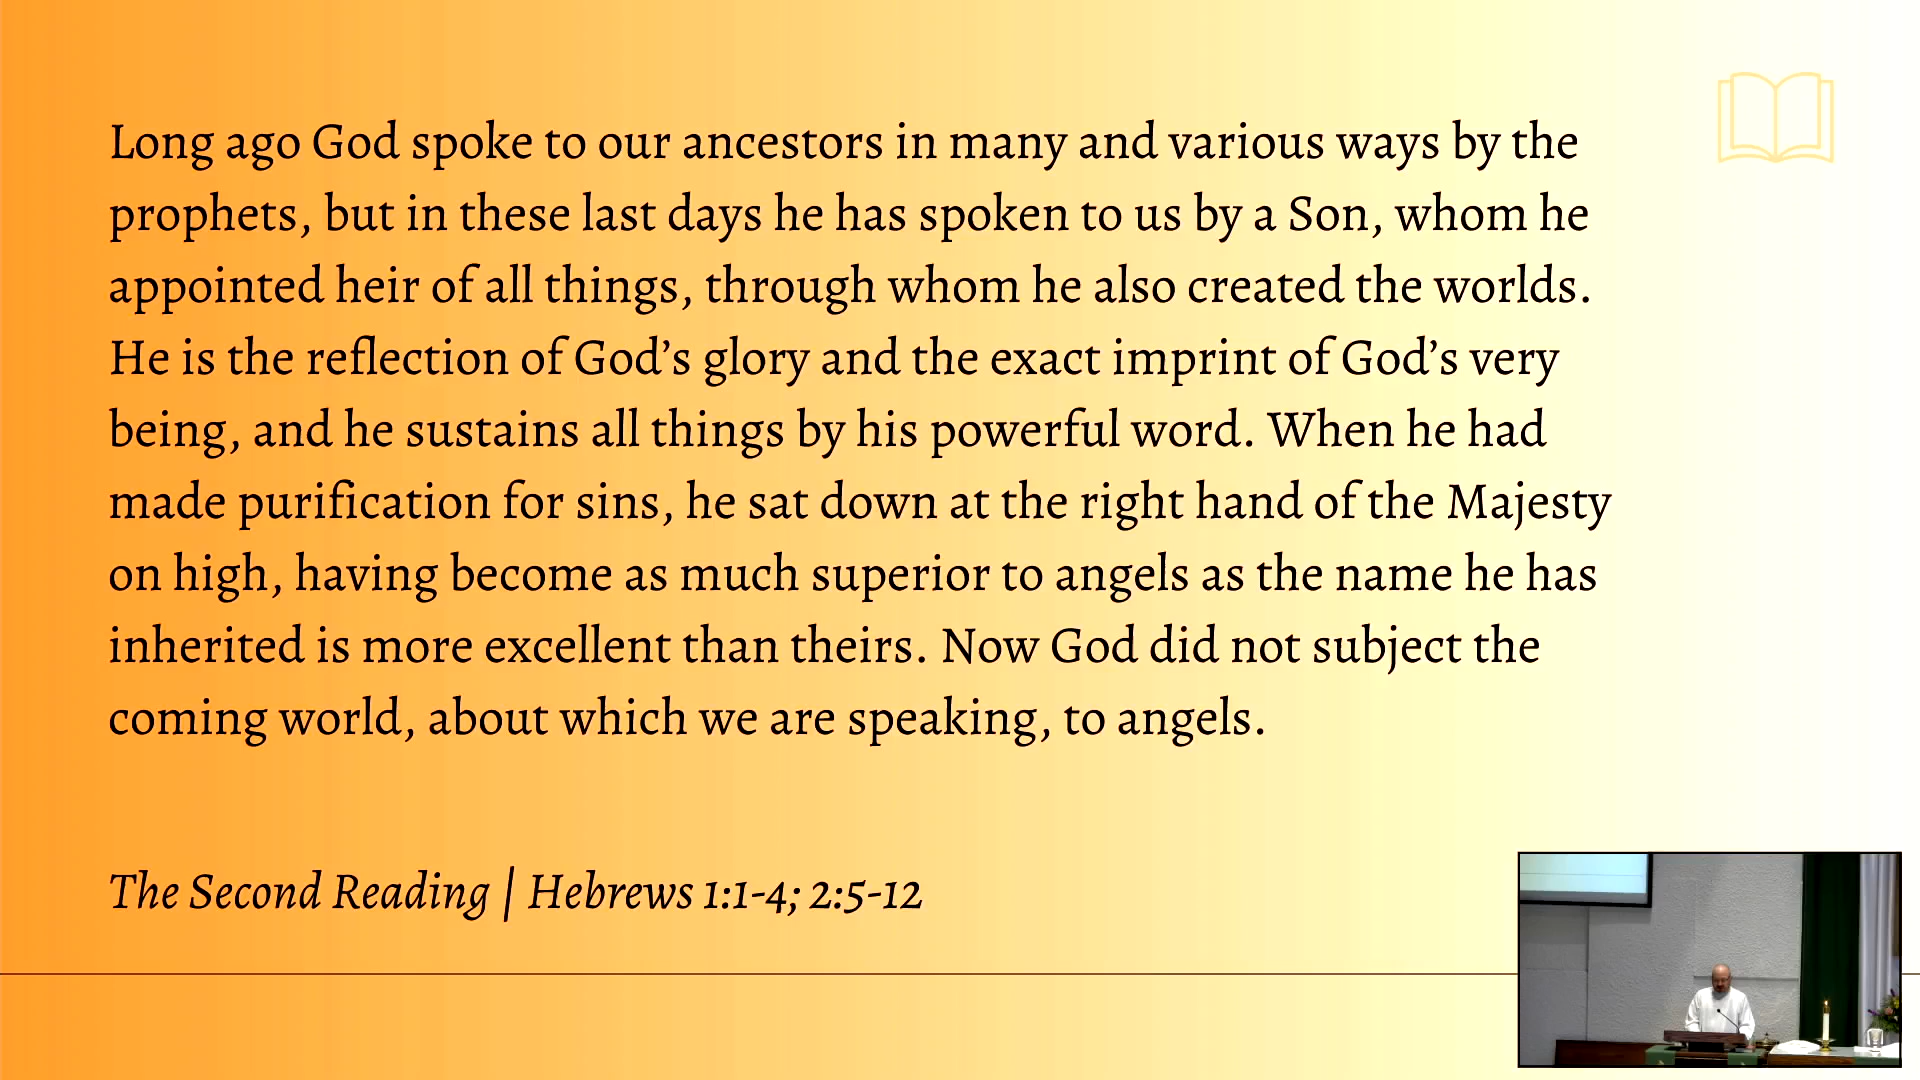 Long ago God spoke to our ancestors in many and various ways by the
prophets, but in these last days he has spoken to us by a Son, whom he
appointed heir of all things, through whom he also created the worlds.
He is the reflection of God’s glory and the exact imprint of God’s very
being, and he sustains all things by his powerful word. When he had
made purification for sins, he sat down at the right hand of the Majesty
on high, having become as much superior to angels as the name he has
inherited is more excellent than theirs. Now God did not subject the
coming world, about which we are speaking, to angels.
The Second Reading | Hebrews 1:1-4; 2:5-12